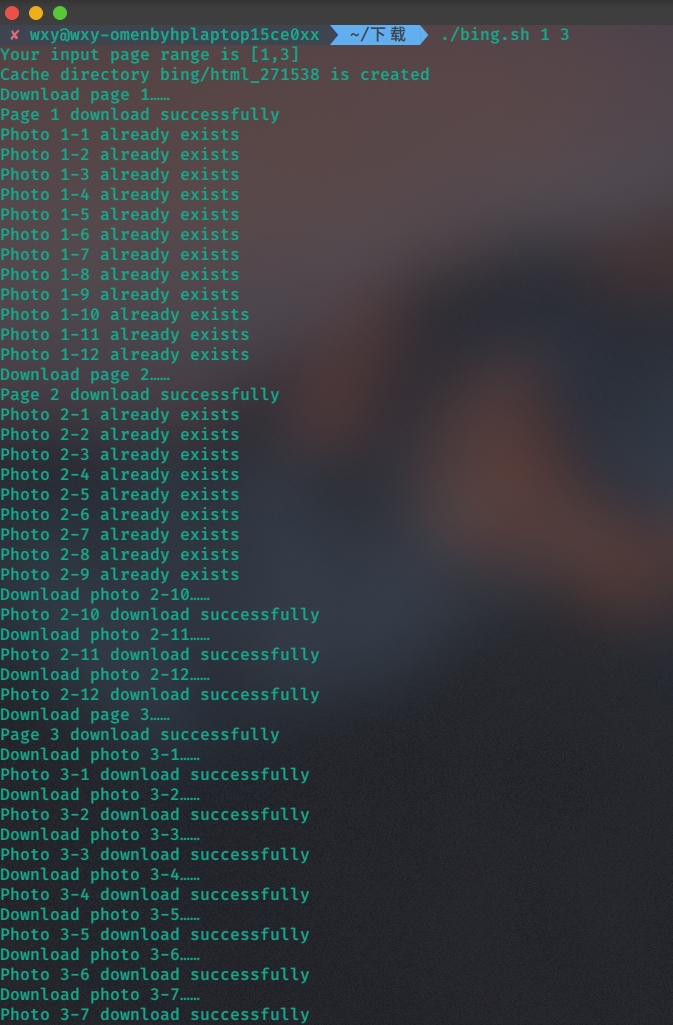 ✘ wxy@wxy-omenbyhplaptop15ce0xx ~/下载 ./bing.sh 1 3
Your input page range is [1,3]
Cache directory bing/html_271538 is created
Download page 1……
Page 1 download successfully
Photo 1-1 already exists
Photo 1-2 already exists
Photo 1-3 already exists
Photo 1-4 already exists
Photo 1-5 already exists
Photo 1-6 already exists
Photo 1-7 already exists
Photo 1-8 already exists
Photo 1-9 already exists
Photo 1-10 already exists
Photo 1-11 already exists
Photo 1-12 already exists
Download page 2……
Page 2 download successfully
Photo 2-1 already exists
Photo 2-2 already exists
Photo 2-3 already exists
Photo 2-4 already exists
Photo 2-5 already exists
Photo 2-6 already exists
Photo 2-7 already exists
Photo 2-8 already exists
Photo 2-9 already exists
Download photo 2-10……
Photo 2-10 download successfully
Download photo 2-11……
Photo 2-11 download successfully
Download photo 2-12……
Photo 2-12 download successfully
Download page 3……
Page 3 download successfully
Download photo 3-1……
Photo 3-1 download successfully
Download photo 3-2……
Photo 3-2 download successfully
Download photo 3-3……
Photo 3-3 download successfully
Download photo 3-4……
Photo 3-4 download successfully
Download photo 3-5……
Photo 3-5 download successfully
Download photo 3-6……
Photo 3-6 download successfully
Download photo 3-7……
Photo 3-7 download successfully